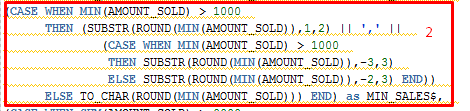 (CASE WHEN MIN(AMOUNT_SOLD) > 1000
THEN (SUBSTR(ROUND(MIN(AMOUNT_SOLD)),1,2) || ',' || 2
(CASE WHEN MIN(AMOUNT_SOLD) > 1000
THEN SUBSTR(ROUND(MIN(AMOUNT_SOLD)),-3,3)
ELSE SUBSTR(ROUND(MIN(AMOUNT_SOLD)),-2,3) END))
ELSE TO_CHAR(ROUND(MIN(AMOUNT_SOLD))) END) as MIN_SALES$,